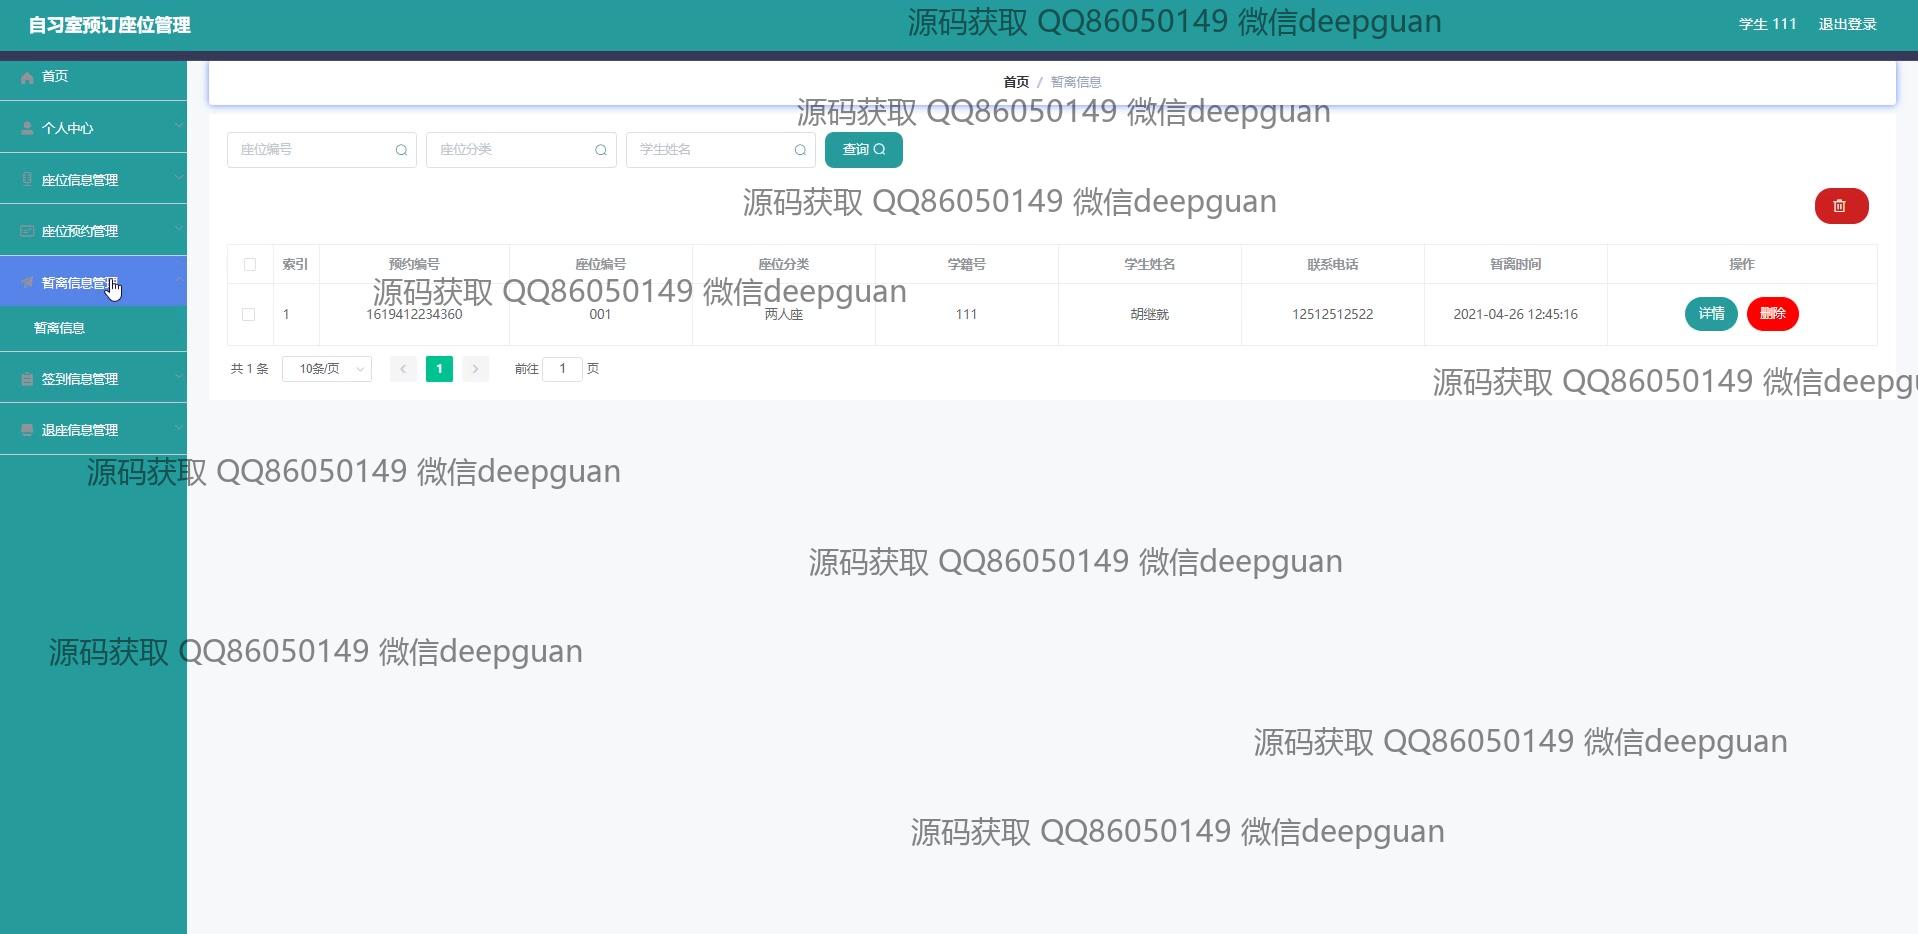 自习室预订座位管理
源码获取 QQ86050149 微信deepguan
学生 111
退出登录
首页
个人中心
座位信息管理
座位预约管理
暂离信息管理
暂离信息
签到信息管理
退座信息管理
首页 / 暂离信息
源码获取 QQ86050149 微信deepguan
座位编号 座位分类 学生姓名 查询
源码获取 QQ86050149 微信deepguan
索引 预约编号 座位编号 座位分类 学籍号 学生姓名 联系电话 暂离时间 操作
源码获取 QQ86050149 微信deepguan
1 1619412234360 001 两人座 111 胡继就 12512512522 2021-04-26 12:45:16 详情 删除
共 1 条 10条/页 < 1 > 前往 1 页
源码获取 QQ86050149 微信deepgu
源码获取 QQ86050149 微信deepguan
源码获取 QQ86050149 微信deepguan
源码获取 QQ86050149 微信deepguan
源码获取 QQ86050149 微信deepguan
源码获取 QQ86050149 微信deepguan